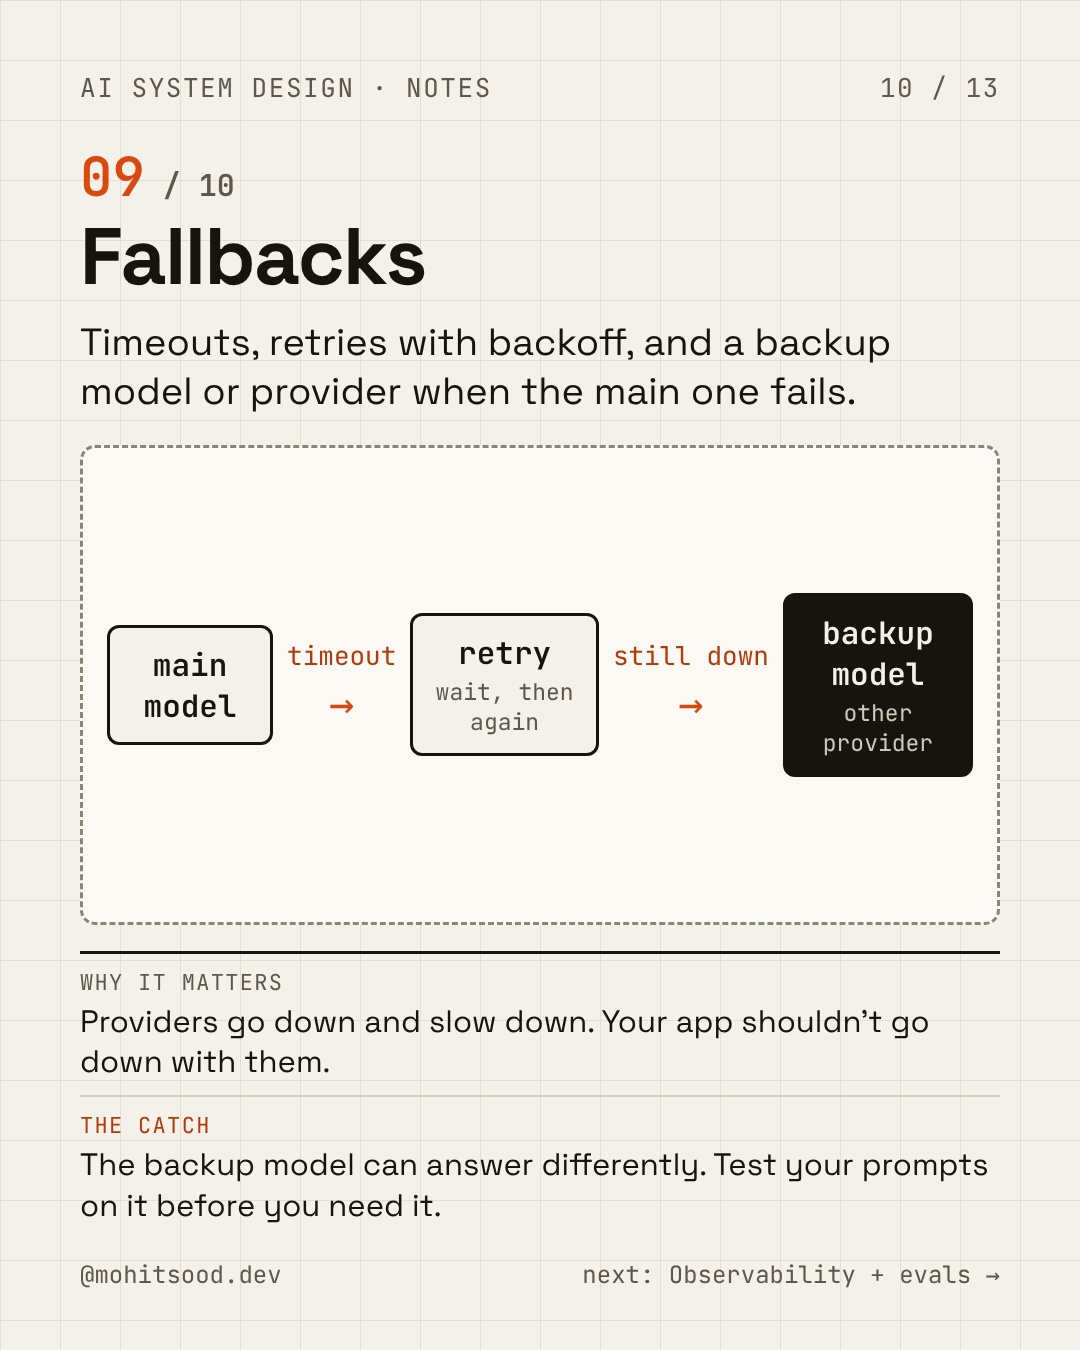 AI SYSTEM DESIGN · NOTES
10 / 13
09 / 10
Fallbacks
Timeouts, retries with backoff, and a backup
model or provider when the main one fails.
main
model
timeout
→
retry
wait, then
again
still down
→
backup
model
other
provider
WHY IT MATTERS
Providers go down and slow down. Your app shouldn’t go
down with them.
THE CATCH
The backup model can answer differently. Test your prompts
on it before you need it.
@mohitsood.dev
next: Observability + evals →